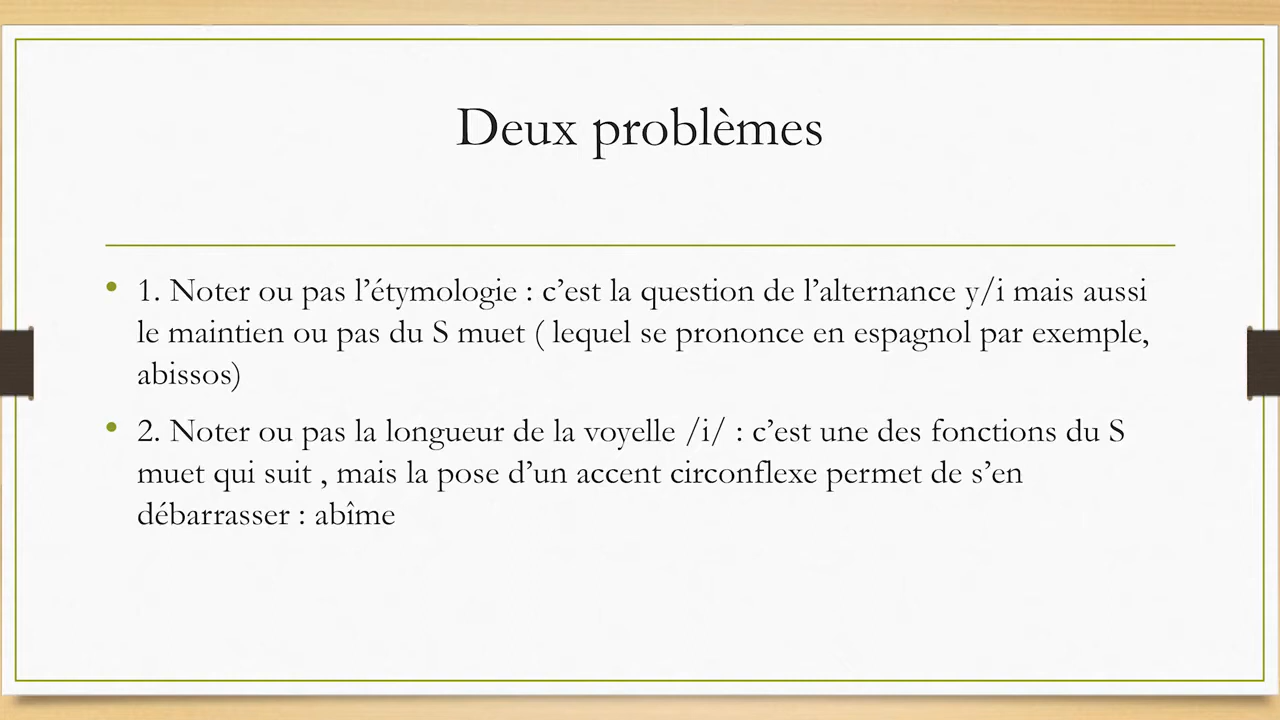 Deux problèmes
• 1. Noter ou pas l’étymologie : c’est la question de l’alternance y/i mais aussi
le maintien ou pas du S muet ( lequel se prononce en espagnol par exemple,
abissos)
• 2. Noter ou pas la longueur de la voyelle /i/ : c’est une des fonctions du S
muet qui suit , mais la pose d’un accent circonflexe permet de s’en
débarrasser : abîme